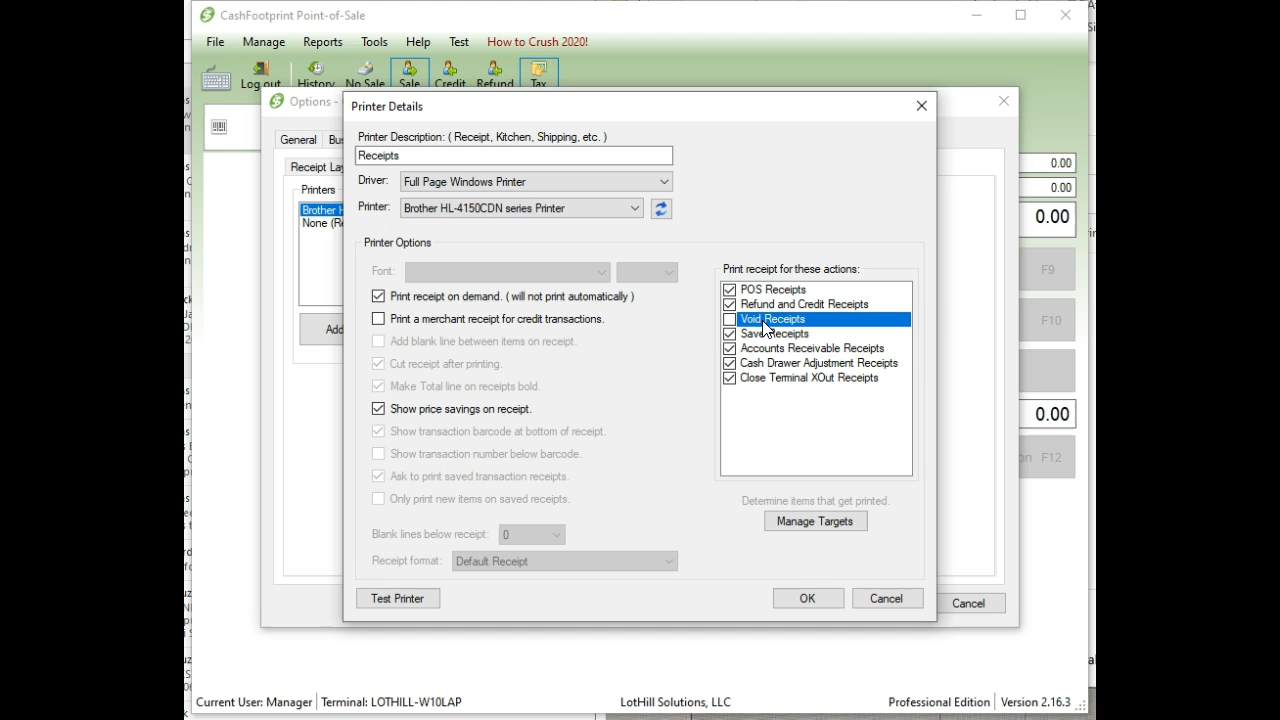 CashFootprint Point-of-Sale
File Manage Reports Tools Help Test How to Crush 2020!
Log out History No Sale Sale Credit Refund Tax
Options -
Printer Details
Printer Description: ( Receipt, Kitchen, Shipping, etc. )
General
Receipts
Receipt
Driver: Full Page Windows Printer
0.00
Printers
0.00
Printer: Brother HL-4150CDN series Printer
Brother
0.00
None
Printer Options
Font:
Print receipt for these actions:
F9
Print receipt on demand. ( will not print automatically )
POS Receipts
Refund and Credit Receipts
Print a merchant receipt for credit transactions.
Void Receipts
F10
Add
Save Receipts
Add blank line between items on receipt.
Accounts Receivable Receipts
Cut receipt after printing.
Cash Drawer Adjustment Receipts
Make Total line on receipts bold.
Close Terminal XOut Receipts
Show price savings on receipt.
0.00
Show transaction barcode at bottom of receipt.
Show transaction number below barcode.
F12
Ask to print saved transaction receipts.
Only print new items on saved receipts.
Determine items that get printed.
Manage Targets
Blank lines below receipt: 0
Receipt format: Default Receipt
Test Printer OK Cancel
Cancel
Current User: Manager Terminal: LOTHILL-W10LAP LotHill Solutions, LLC Professional Edition Version 2.16.3